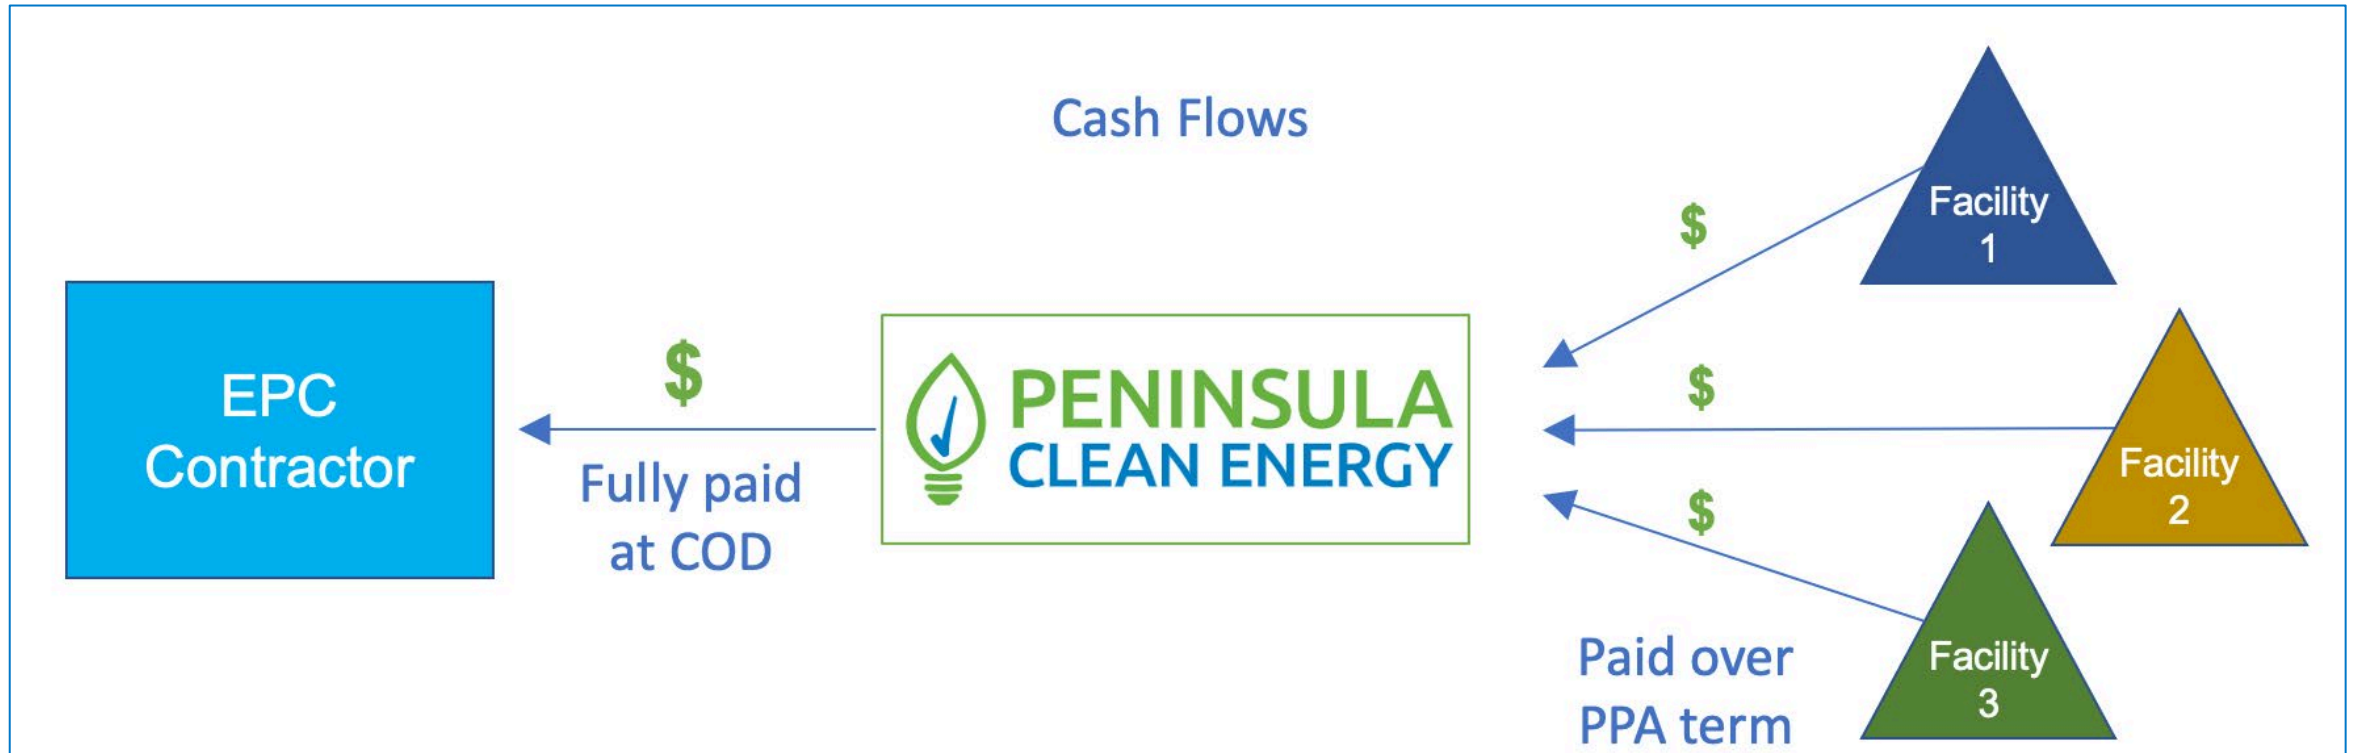 Cash Flows
EPC
Contractor
$
Fully paid
at COD
PENINSULA
CLEAN ENERGY
$
$
$
Paid over
PPA term
Facility
1
Facility
2
Facility
3